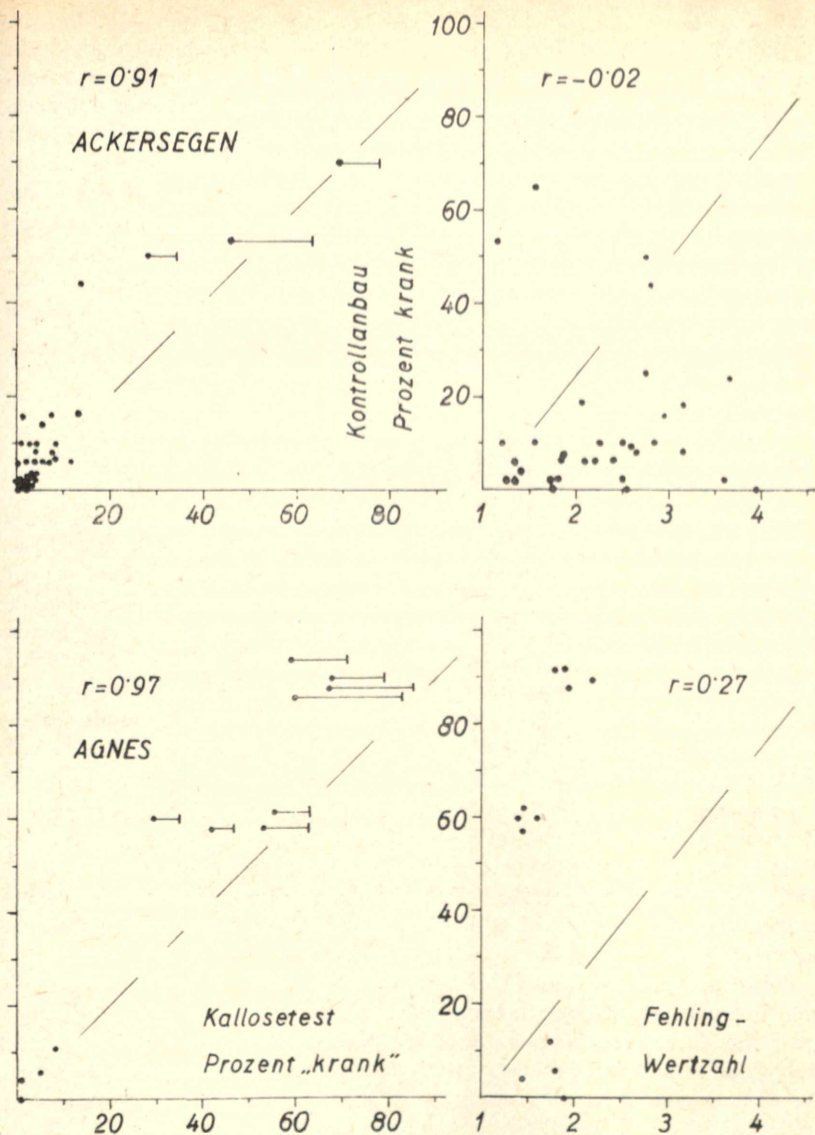 r=0·91
ACKERSEGEN
Kontrollanbau
Prozent krank
20
40
60
80
r=-0·02
100
80
60
40
20
1
2
3
4
r=0·97
AGNES
Kallosetest
Prozent „krank"
20
40
60
80
r=0·27
80
60
40
20
Fehling-
Wertzahl
1
2
3
4